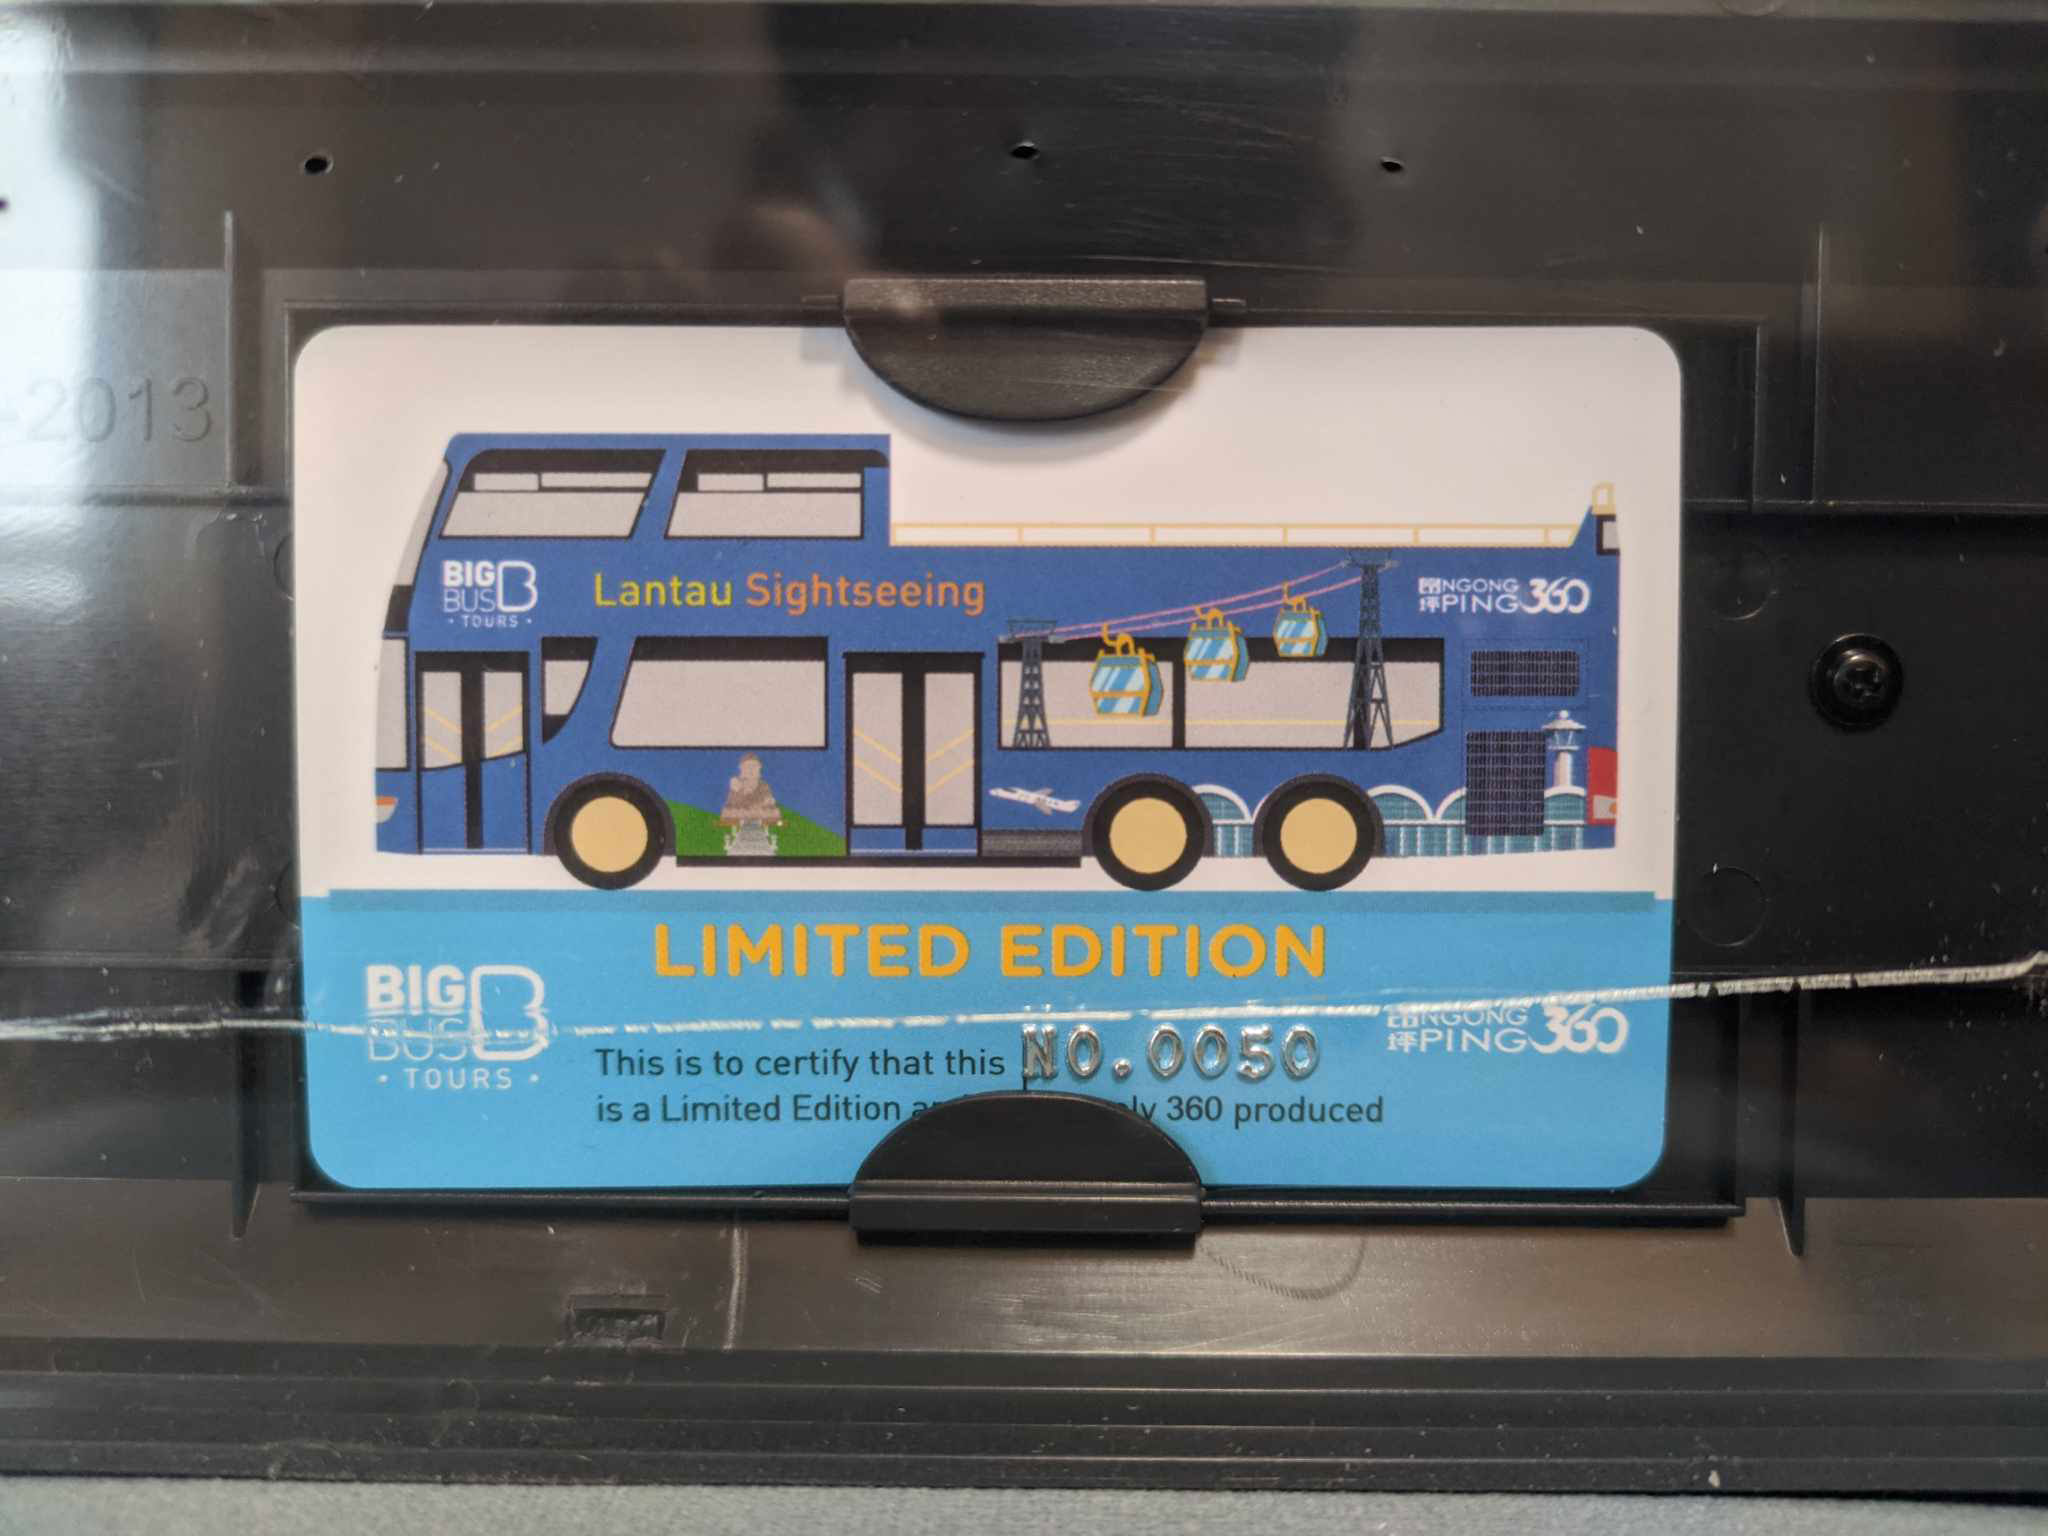 -2013
BIG B
BUS
• TOURS •
Lantau Sightseeing
昂 NGONG
坪 PING 360
LIMITED EDITION
BIG B
BUS
• TOURS •
昂 NGONG
坪 PING 360
This is to certify that this NO.0050
is a Limited Edition 360 produced